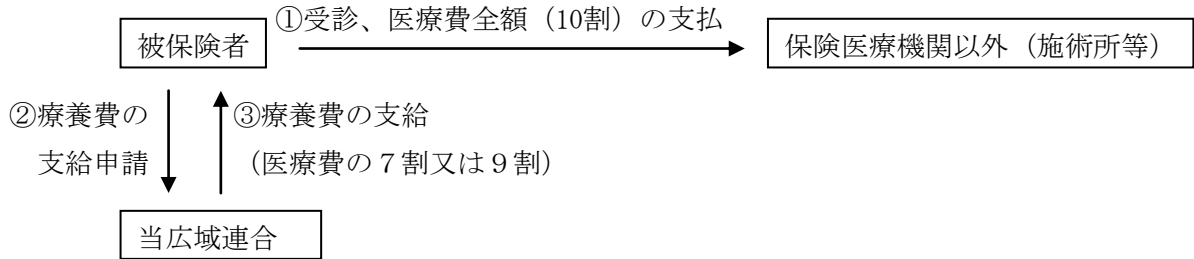 ①受診、医療費全額（10割）の支払
被保険者
保険医療機関以外（施術所等）
②療養費の
支給申請
③療養費の支給
（医療費の７割又は９割）
当広域連合